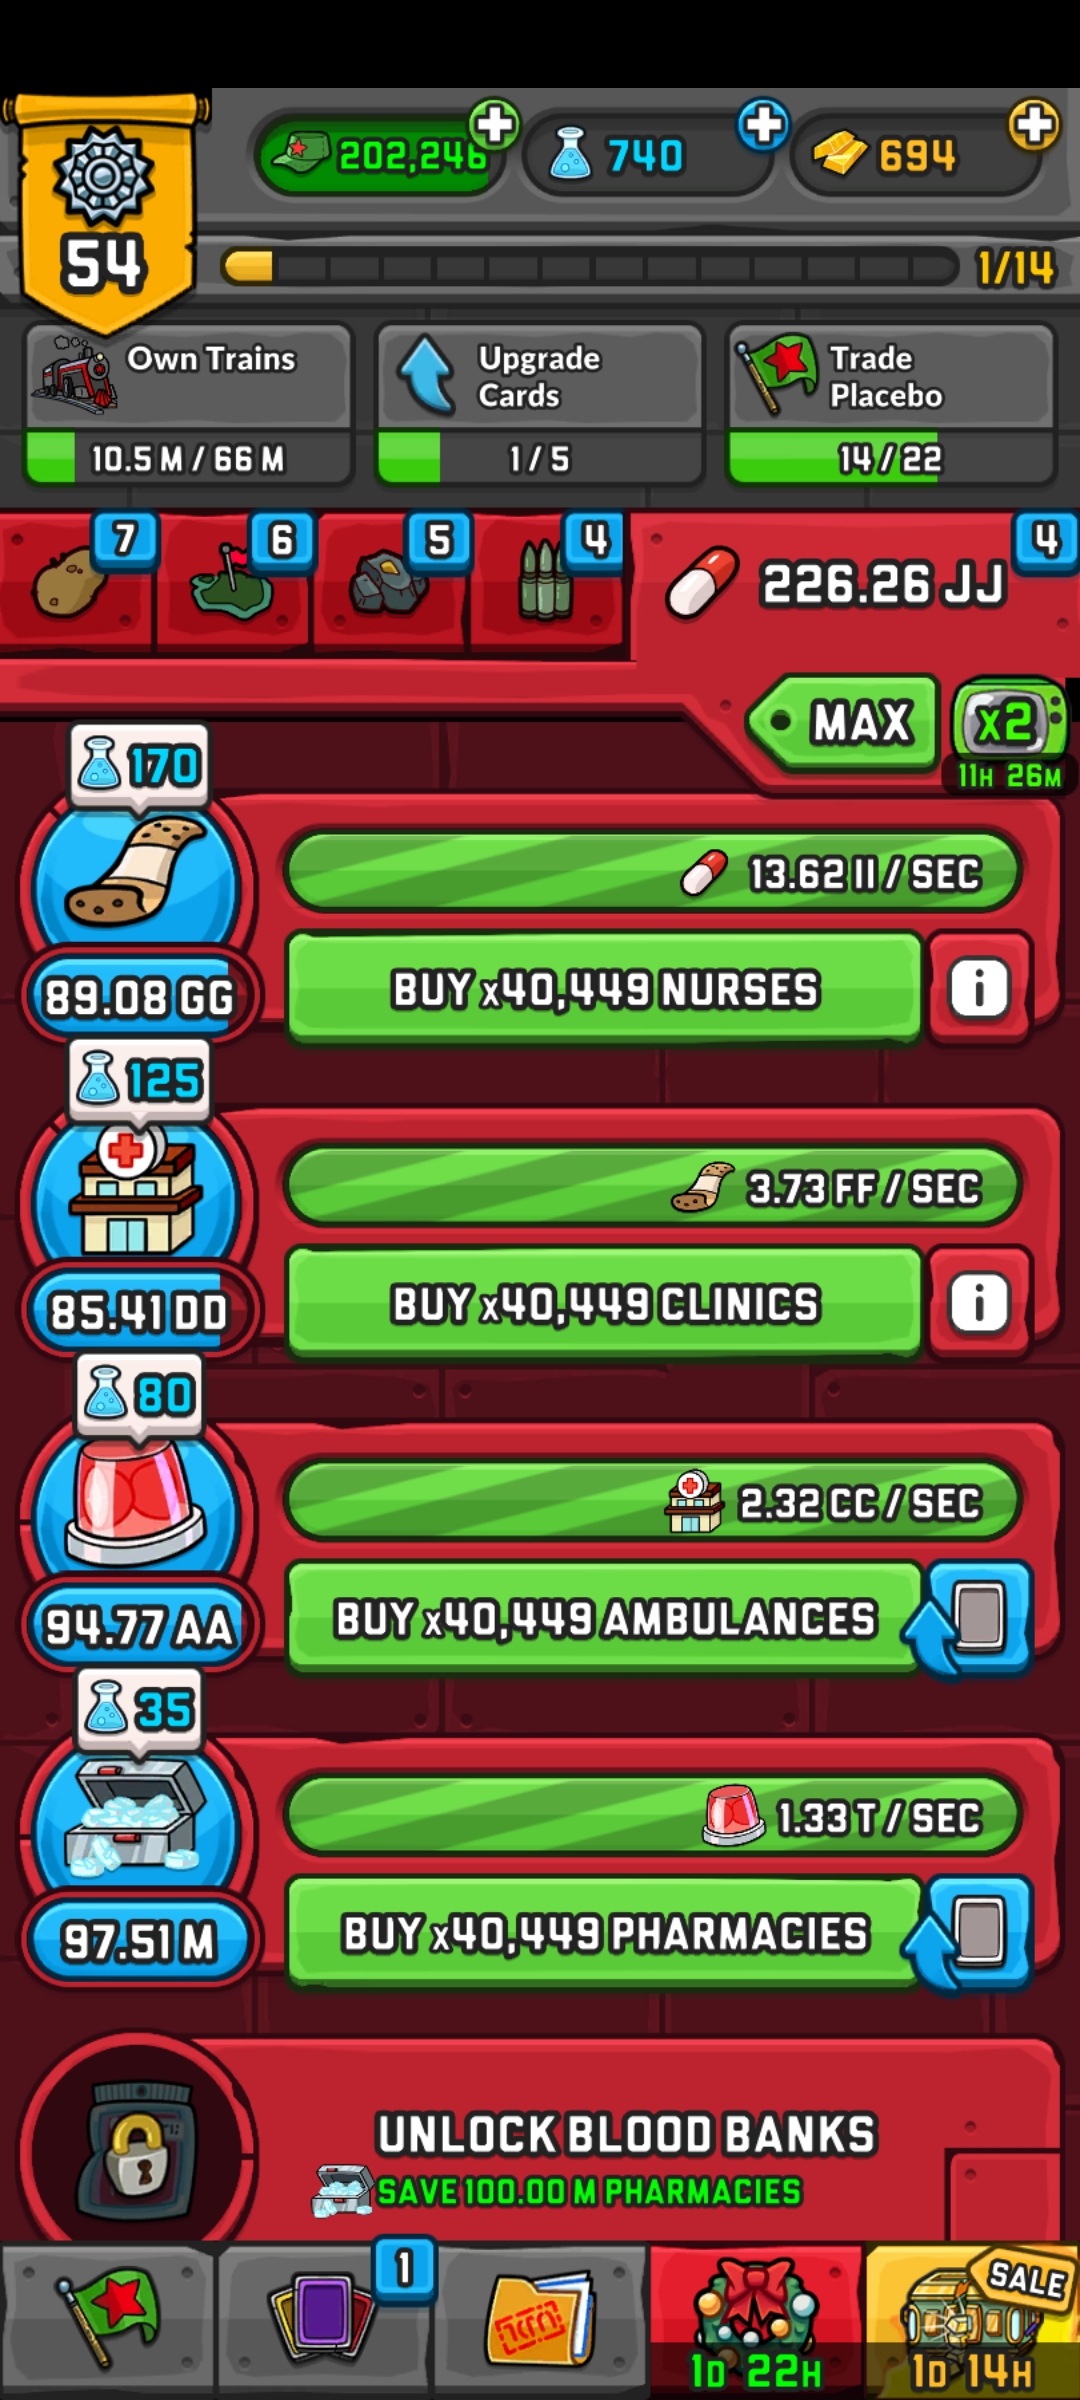 54
202,246
740
694
1/14
Own Trains
10.5 M / 66 M
Upgrade
Cards
1 / 5
Trade
Placebo
14 / 22
7
6
5
4
226.26 JJ
4
MAX
x2
11H 26M
170
13.62 II / SEC
89.08 GG
BUY x40,449 NURSES
i
125
3.73 FF / SEC
85.41 DD
BUY x40,449 CLINICS
i
80
2.32 CC / SEC
94.77 AA
BUY x40,449 AMBULANCES
35
1.33 T / SEC
97.51 M
BUY x40,449 PHARMACIES
UNLOCK BLOOD BANKS
SAVE 100.00 M PHARMACIES
1
SALE
1D 22H
1D 14H